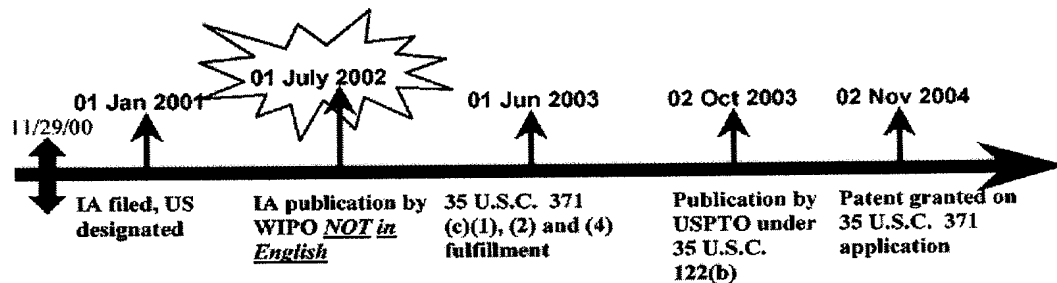 01 July 2002
01 Jan 2001
01 Jun 2003
02 Oct 2003
02 Nov 2004
11/29/00
IA filed, US
designated
IA publication by
WIPO NOT in
English
35 U.S.C. 371
(c)(1), (2) and (4)
fulfillment
Publication by
USPTO under
35 U.S.C.
122(b)
Patent granted on
35 U.S.C. 371
application